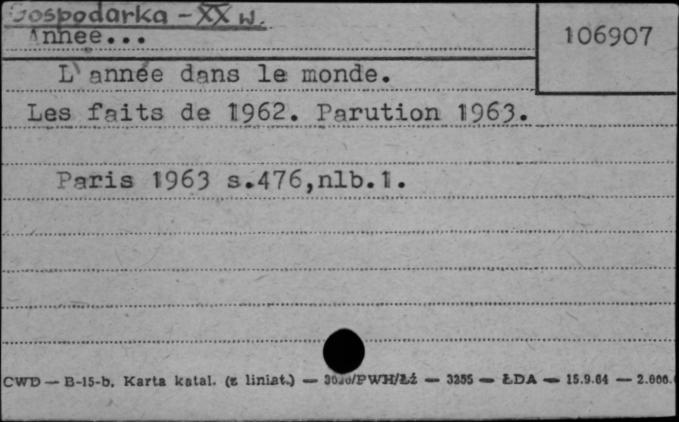 Gospodarka - XX w.
Année...
106907
L'année dans le monde.
Les faits de 1962. Parution 1963.
Paris 1963 s.476,nlb.1.
CWD — B-15-b. Karta katal. (z liniat.) — /PWH/Łż — 3255 — ŁDA — 15.9.64 — 2.000.